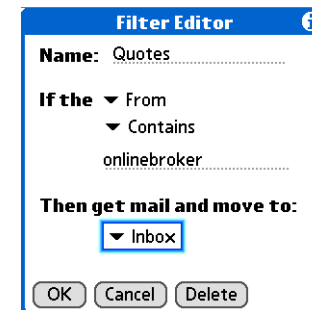 Filter Editor
Name: Quotes
If the From
Contains
onlinebroker
Then get mail and move to:
Inbox
OK Cancel Delete